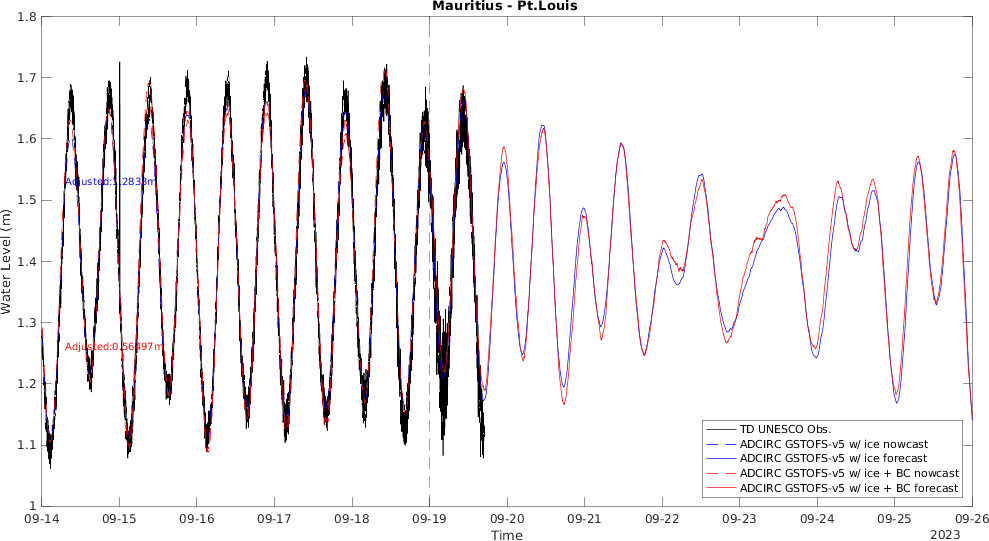 Mauritius - Pt.Louis
1.8
1.7
1.6
1.5
1.4
1.3
1.2
1.1
1
Water Level (m)
Adjusted:1.2833m
Adjusted:0.56497m
TD UNESCO Obs.
ADCIRC GSTOFS-v5 w/ ice nowcast
ADCIRC GSTOFS-v5 w/ ice forecast
ADCIRC GSTOFS-v5 w/ ice + BC nowcast
ADCIRC GSTOFS-v5 w/ ice + BC forecast
09-14 09-15 09-16 09-17 09-18 09-19 09-20 09-21 09-22 09-23 09-24 09-25 09-26
Time
2023